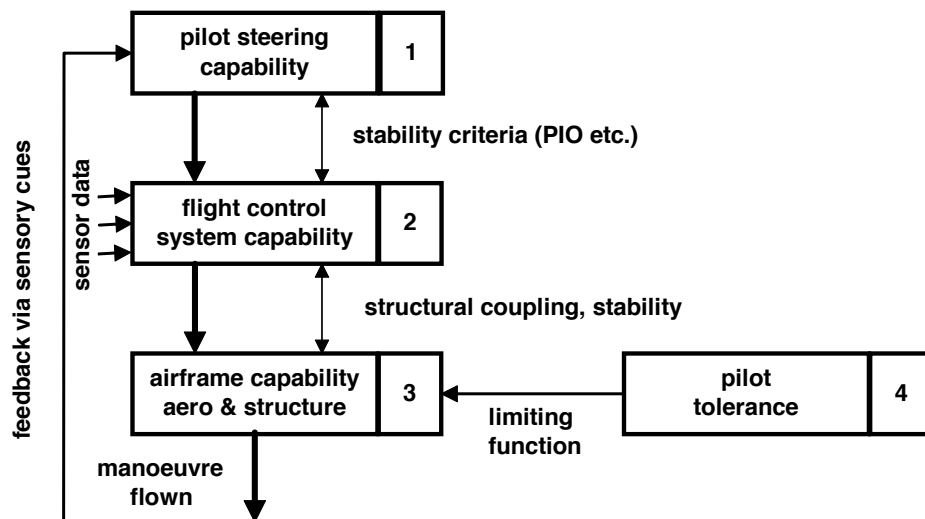 pilot steering
capability
1
stability criteria (PIO etc.)
feedback via sensory cues
sensor data
flight control
system capability
2
structural coupling, stability
airframe capability
aero & structure
3
limiting
function
pilot
tolerance
4
manoeuvre
flown